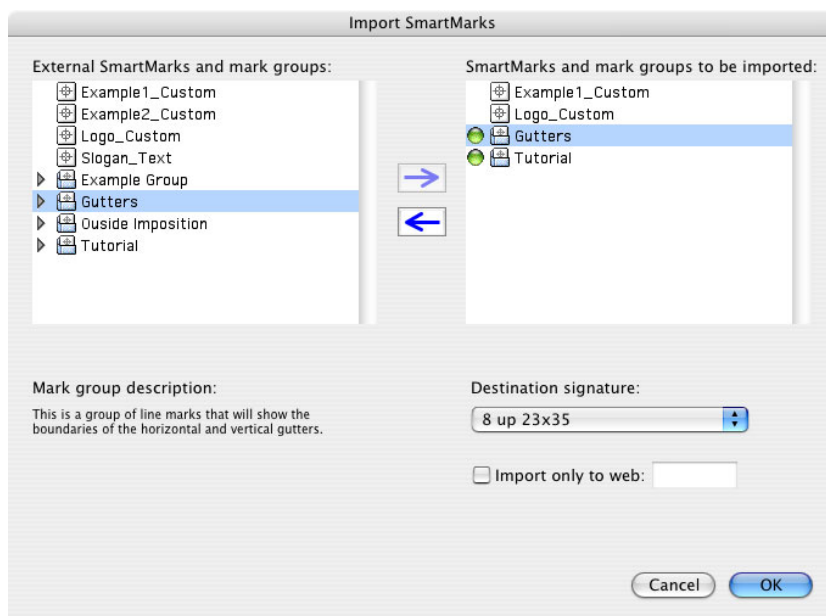 Import SmartMarks
External SmartMarks and mark groups:
Example1_Custom
Example2_Custom
Logo_Custom
Slogan_Text
Example Group
Gutters
Ouside Imposition
Tutorial
SmartMarks and mark groups to be imported:
Example1_Custom
Logo_Custom
Gutters
Tutorial
Mark group description:
This is a group of line marks that will show the
boundaries of the horizontal and vertical gutters.
Destination signature:
8 up 23x35
Import only to web:
Cancel
OK